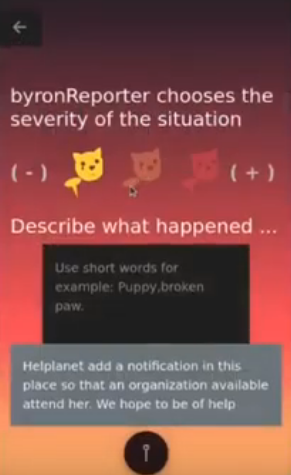 byronReporter chooses the
severity of the situation
( - ) ( + )
Describe what happened ...
Use short words for
example: Puppy,broken
paw.
Helplanet add a notification in this
place so that an organization available
attend her. We hope to be of help